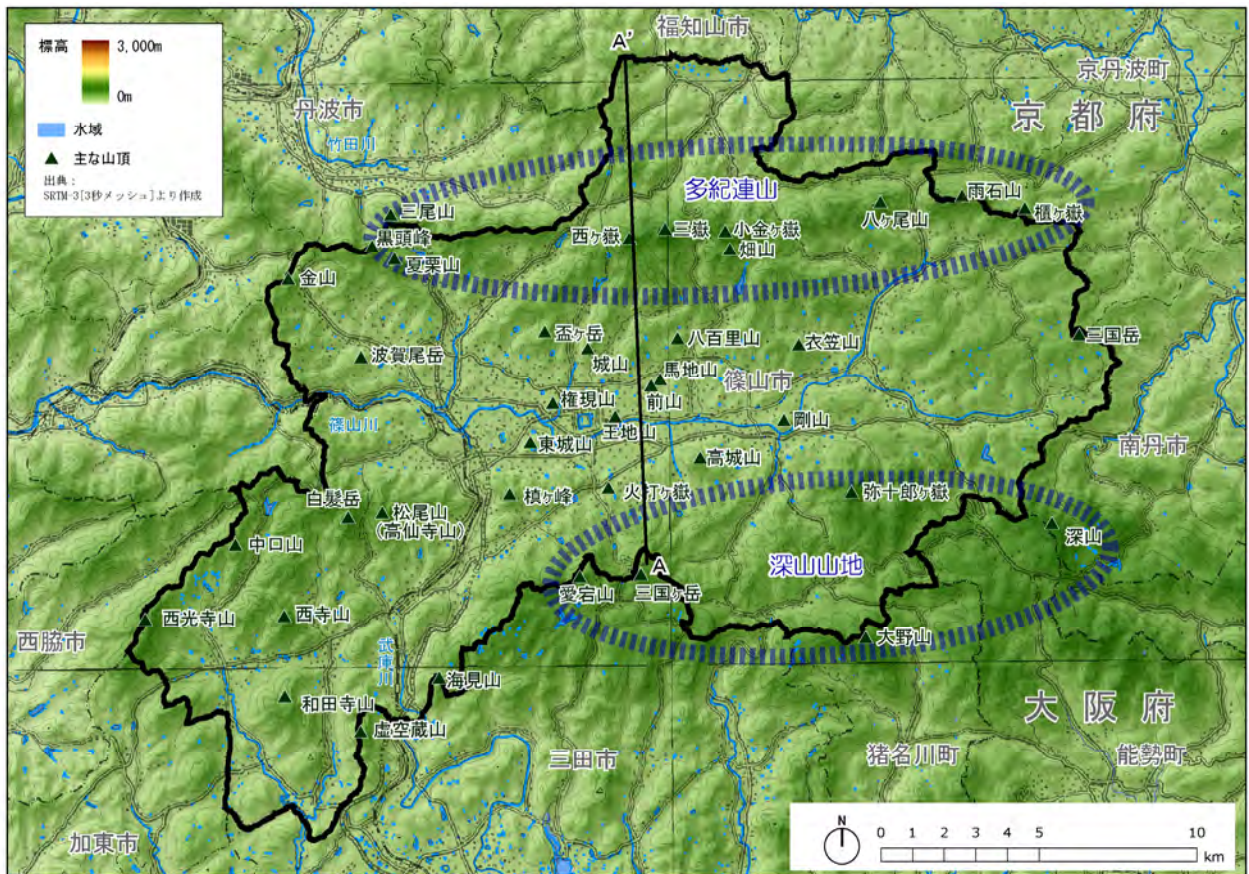 標高
3,000m
0m
水域
主な山頂
出典：
SRTM-3[3秒メッシュ]より作成
A'
福知山市
京丹波町
京都府
丹波市
竹田川
多紀連山
三尾山
黒頭峰
夏栗山
西ヶ嶽
三嶽
小金ヶ嶽
畑山
八ヶ尾山
雨石山
櫃ヶ嶽
金山
盃ヶ岳
八百里山
衣笠山
三国岳
波賀尾岳
城山
馬地山
篠山市
前山
権現山
篠山川
王地山
剛山
東城山
南丹市
高城山
槙ヶ峰
火打ヶ嶽
弥十郎ヶ嶽
白髪岳
松尾山
(高仙寺山)
深山
中口山
A
深山山地
愛宕山
三国ヶ岳
西光寺山
西寺山
西脇市
大野山
武庫川
海見山
和田寺山
大阪府
虚空蔵山
三田市
猪名川町
能勢町
加東市
N
0 1 2 3 4 5 10
km